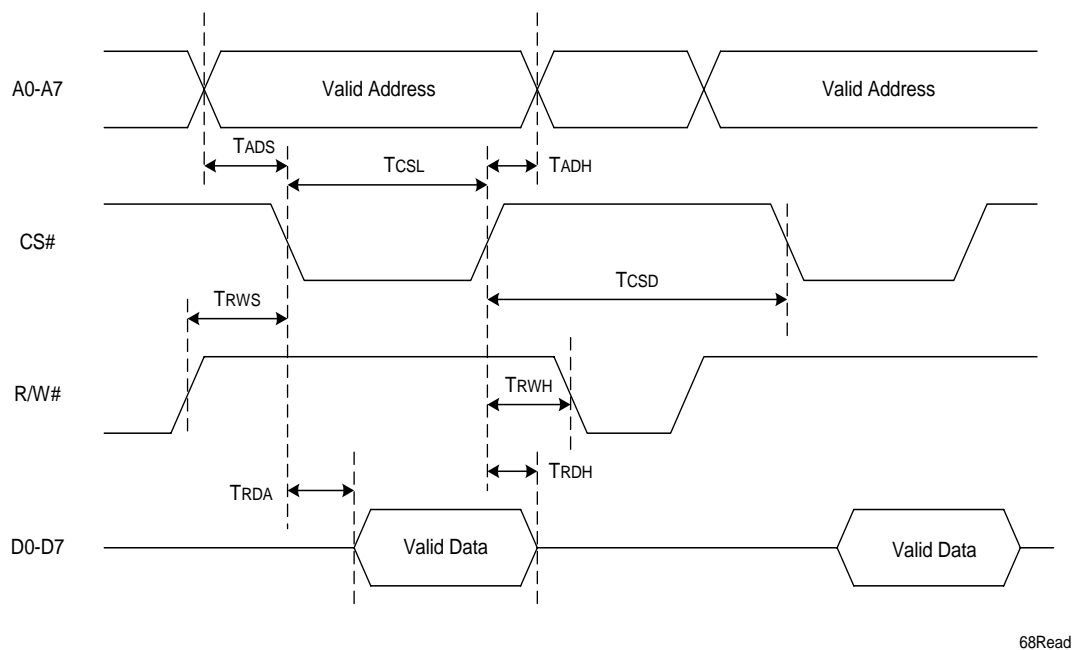 A0-A7
Valid Address
Valid Address
TADS
TCSL
TADH
CS#
TCSD
TRWS
R/W#
TRWH
TRDH
TRDA
D0-D7
Valid Data
Valid Data
68Read